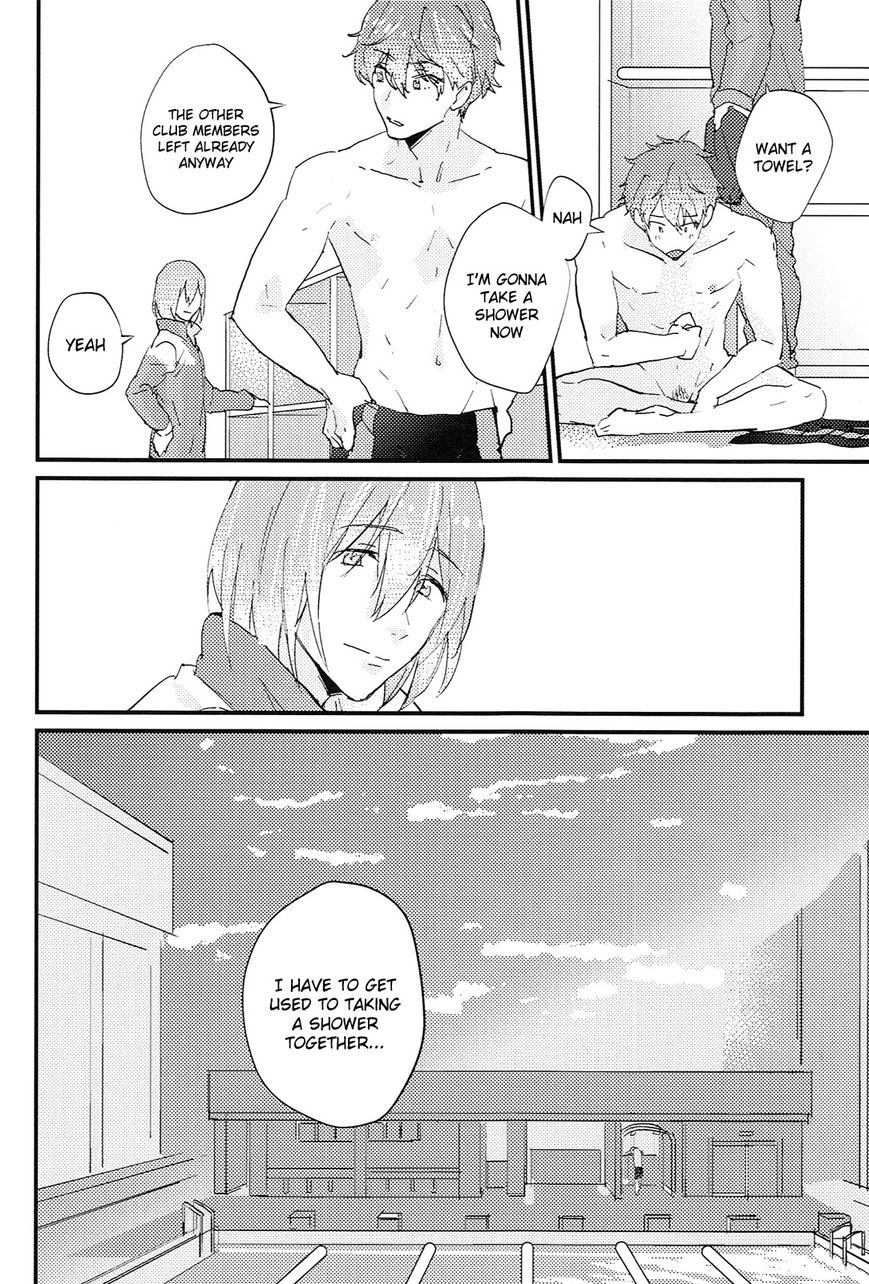 WANT A
TOWEL?
NAH
I'M GONNA
TAKE A
SHOWER
NOW
THE OTHER
CLUB MEMBERS
LEFT ALREADY
ANYWAY
YEAH
I HAVE TO GET
USED TO TAKING
A SHOWER
TOGETHER...